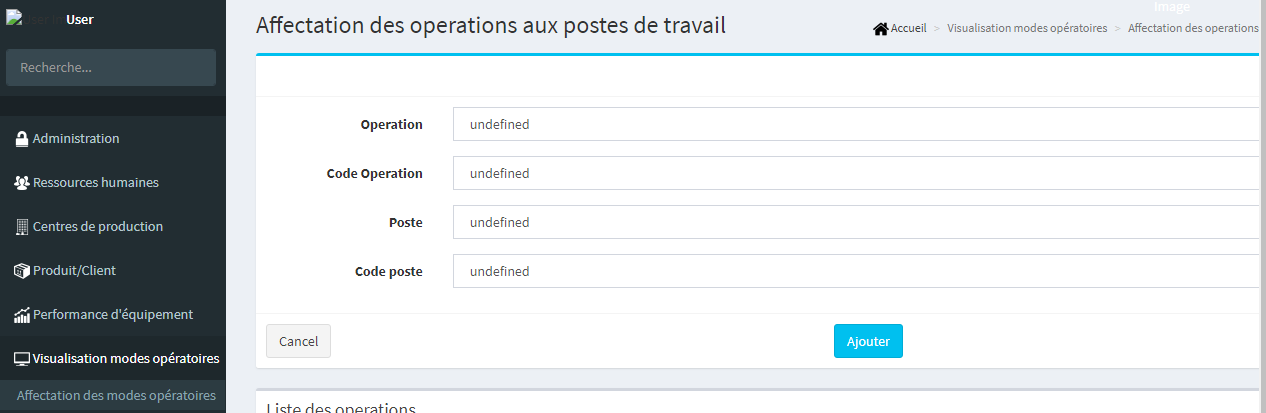 User
Recherche...
Administration
Ressources humaines
Centres de production
Produit/Client
Performance d'équipement
Visualisation modes opératoires
Affectation des modes opératoires
Image
Affectation des operations aux postes de travail
Accueil > Visualisation modes opératoires > Affectation des operations
Operation undefined
Code Operation undefined
Poste undefined
Code poste undefined
Cancel Ajouter
Liste des operations